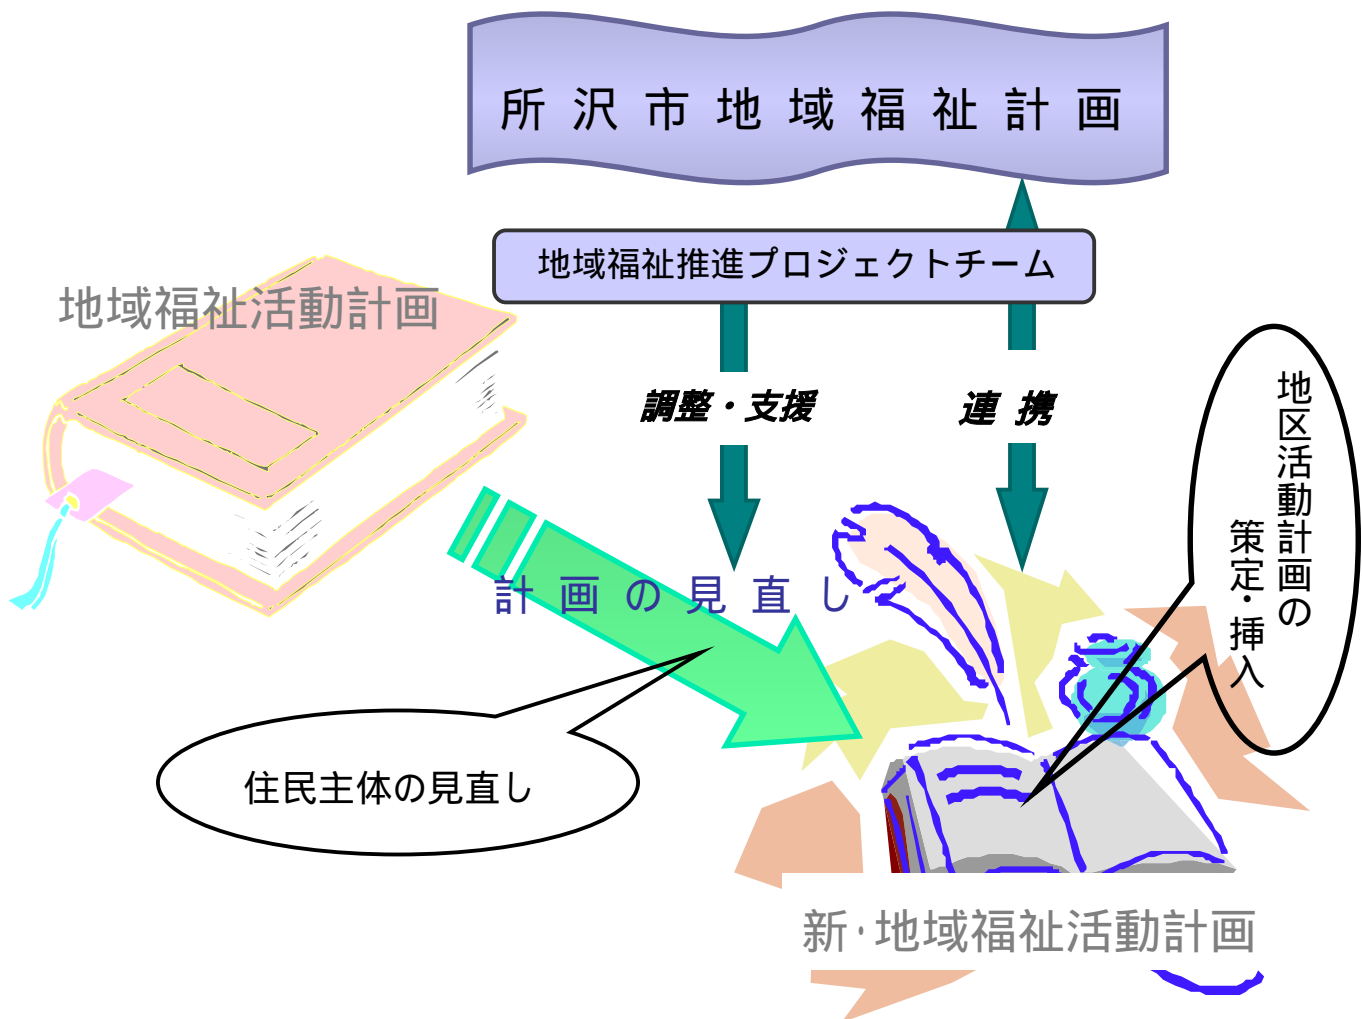 所沢市地域福祉計画
地域福祉推進プロジェクトチーム
地域福祉活動計画
調整・支援
連携
地区活動計画の
策定・挿入
計画の見直し
住民主体の見直し
新・地域福祉活動計画